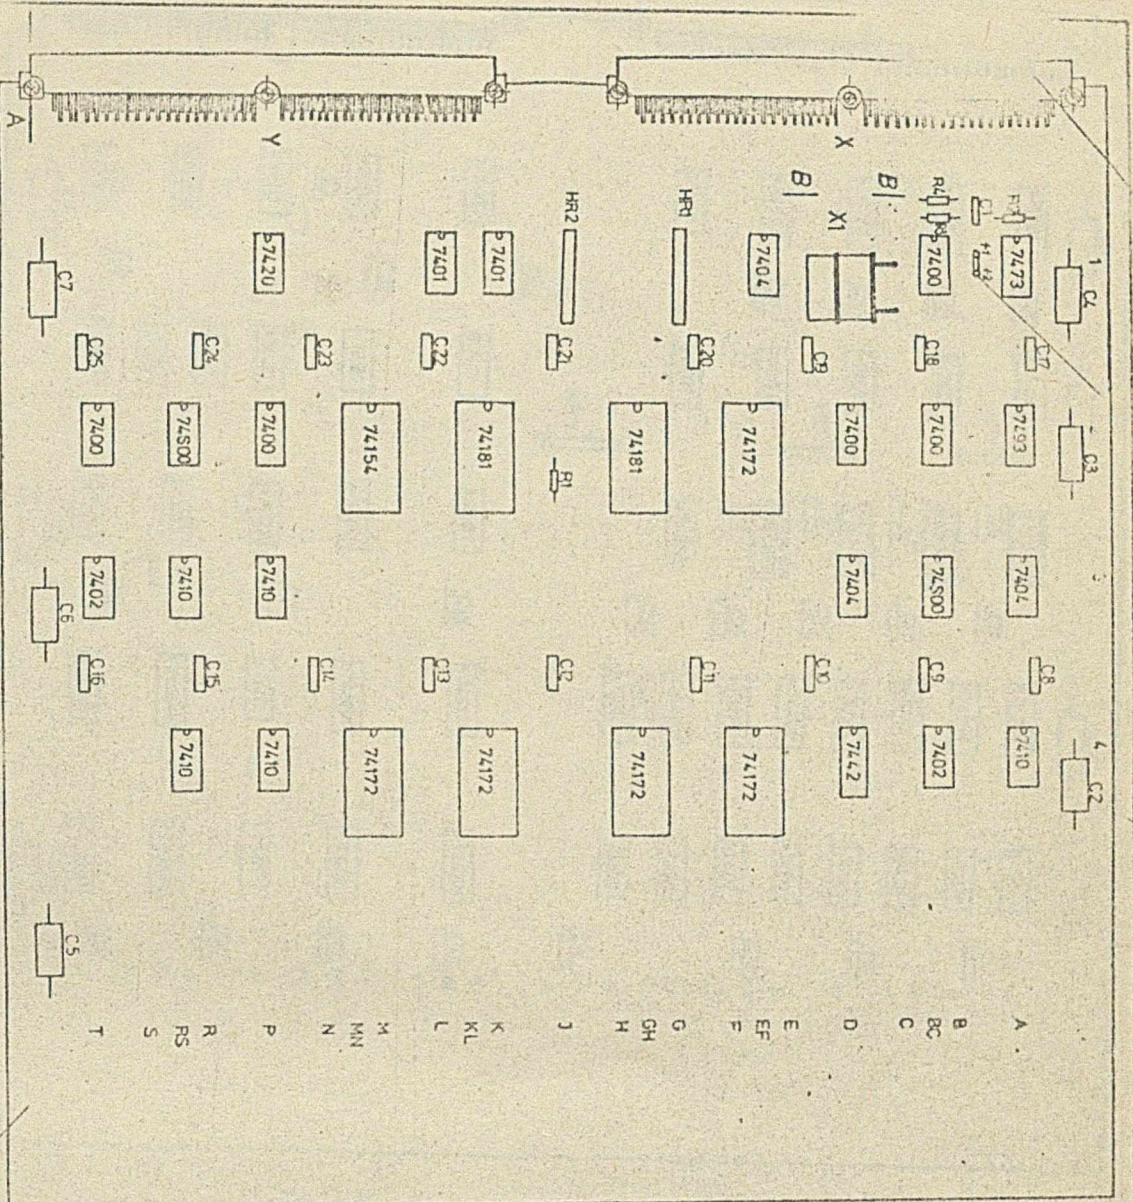 A
Y
X
B
B
X1
HR2
HR1
R4
1
C4
C7
7420
7401
7401
7404
7400
7473
C25
C24
C23
C22
C21
C20
C18
C17
7400
74S00
7400
74154
74181
R1
74181
74172
7400
7400
7493
C3
C6
7402
7410
7410
7404
74S00
7404
C16
C15
C14
C13
C12
C11
C10
C9
C8
7410
7410
74172
74172
74172
74172
7442
7402
7410
4
C2
C5
T
S
RS
R
P
N
MN
M
L
KL
K
J
H
GH
G
F
EF
E
D
C
BC
B
A